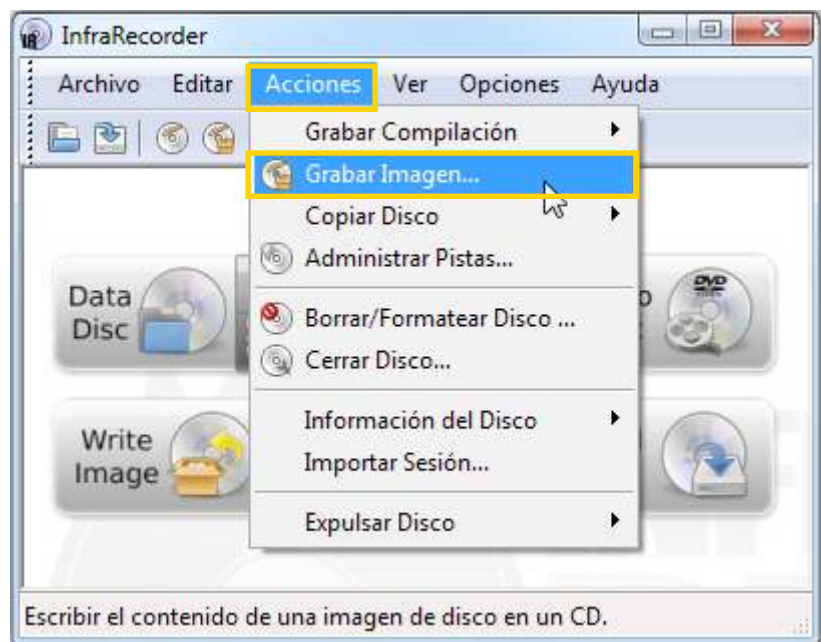 InfraRecorder
Archivo Editar Acciones Ver Opciones Ayuda
Grabar Compilación
Grabar Imagen...
Copiar Disco
Administrar Pistas...
Data
Disc
Borrar/Formatear Disco ...
Cerrar Disco...
Write
Image
Información del Disco
Importar Sesión...
Expulsar Disco
Escribir el contenido de una imagen de disco en un CD.